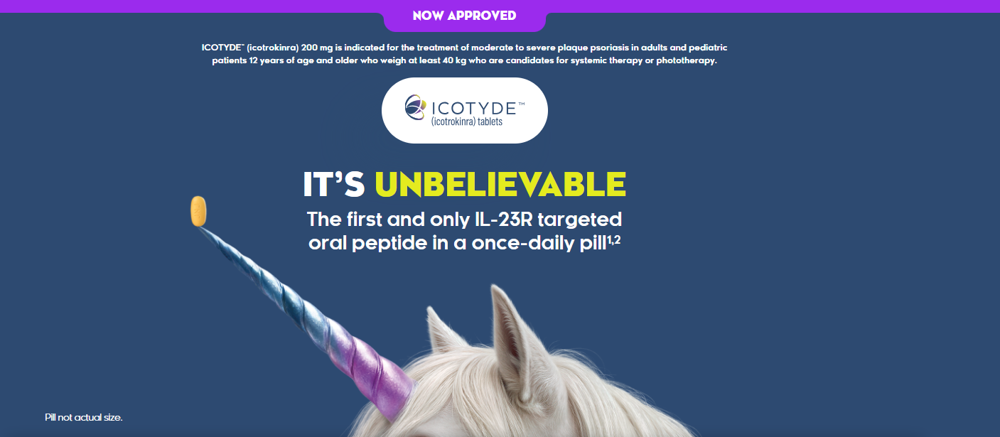 NOW APPROVED
ICOTYDE™ (icotrokinra) 200 mg is indicated for the treatment of moderate to severe plaque psoriasis in adults and pediatric
patients 12 years of age and older who weigh at least 40 kg who are candidates for systemic therapy or phototherapy.
ICOTYDE™
(icotrokinra) tablets
IT'S UNBELIEVABLE
The first and only IL-23R targeted
oral peptide in a once-daily pill¹,²
Pill not actual size.